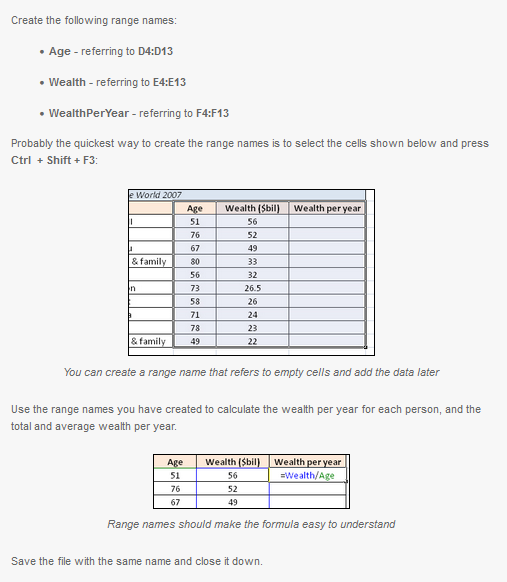 Create the following range names:
• Age - referring to D4:D13
• Wealth - referring to E4:E13
• WealthPerYear - referring to F4:F13
Probably the quickest way to create the range names is to select the cells shown below and press
Ctrl + Shift + F3:
e World 2007
Age Wealth ($bil) Wealth per year
l 51 56
76 52
u 67 49
& family 80 33
56 32
n 73 26.5
58 26
a 71 24
78 23
& family 49 22
You can create a range name that refers to empty cells and add the data later
Use the range names you have created to calculate the wealth per year for each person, and the
total and average wealth per year.
Age Wealth ($bil) Wealth per year
51 56 =Wealth/Age
76 52
67 49
Range names should make the formula easy to understand
Save the file with the same name and close it down.